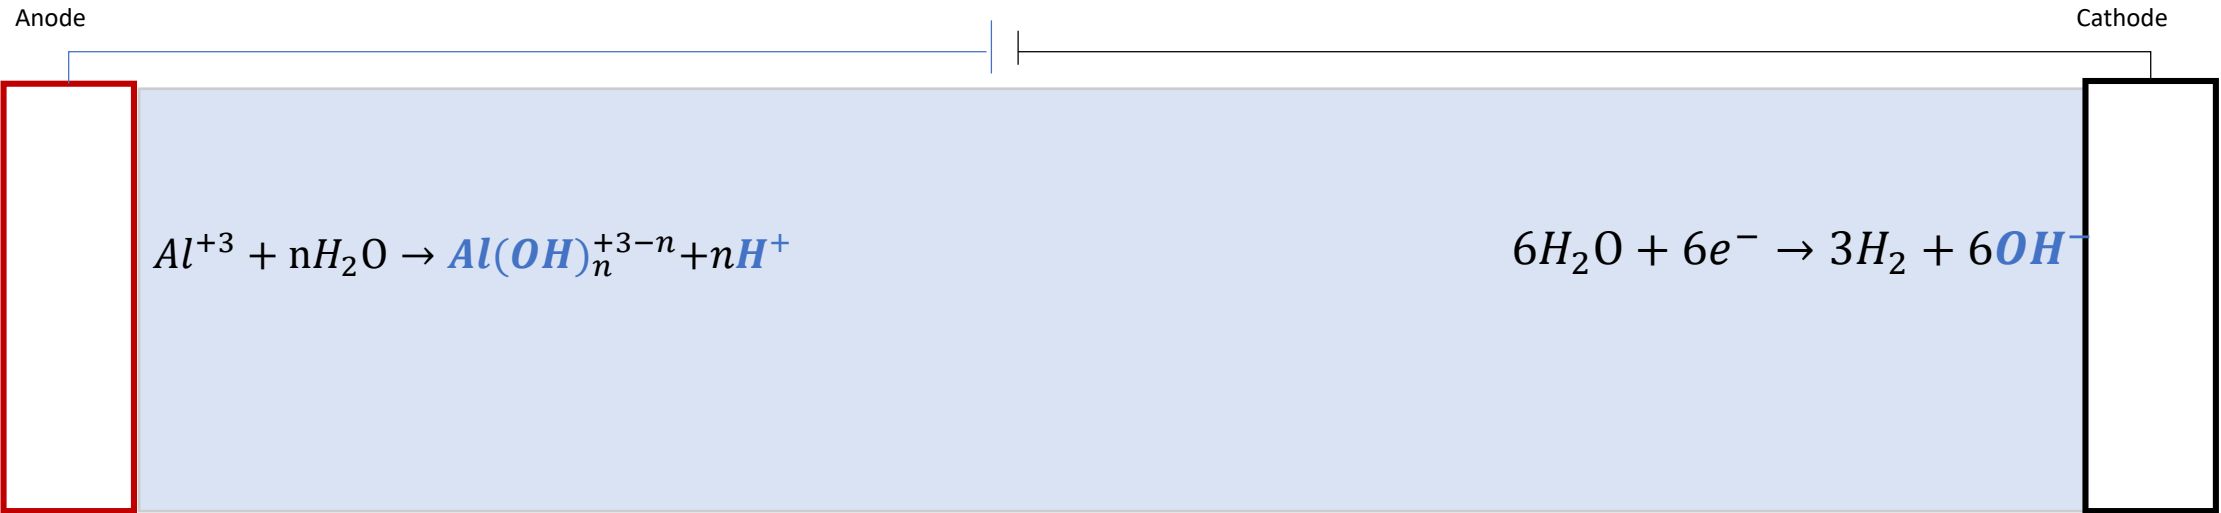 Anode
Cathode
Al⁺³ + nH₂O → Al(OH)ₙ⁺³⁻ⁿ+nH⁺
6H₂O + 6e⁻ → 3H₂ + 6OH⁻